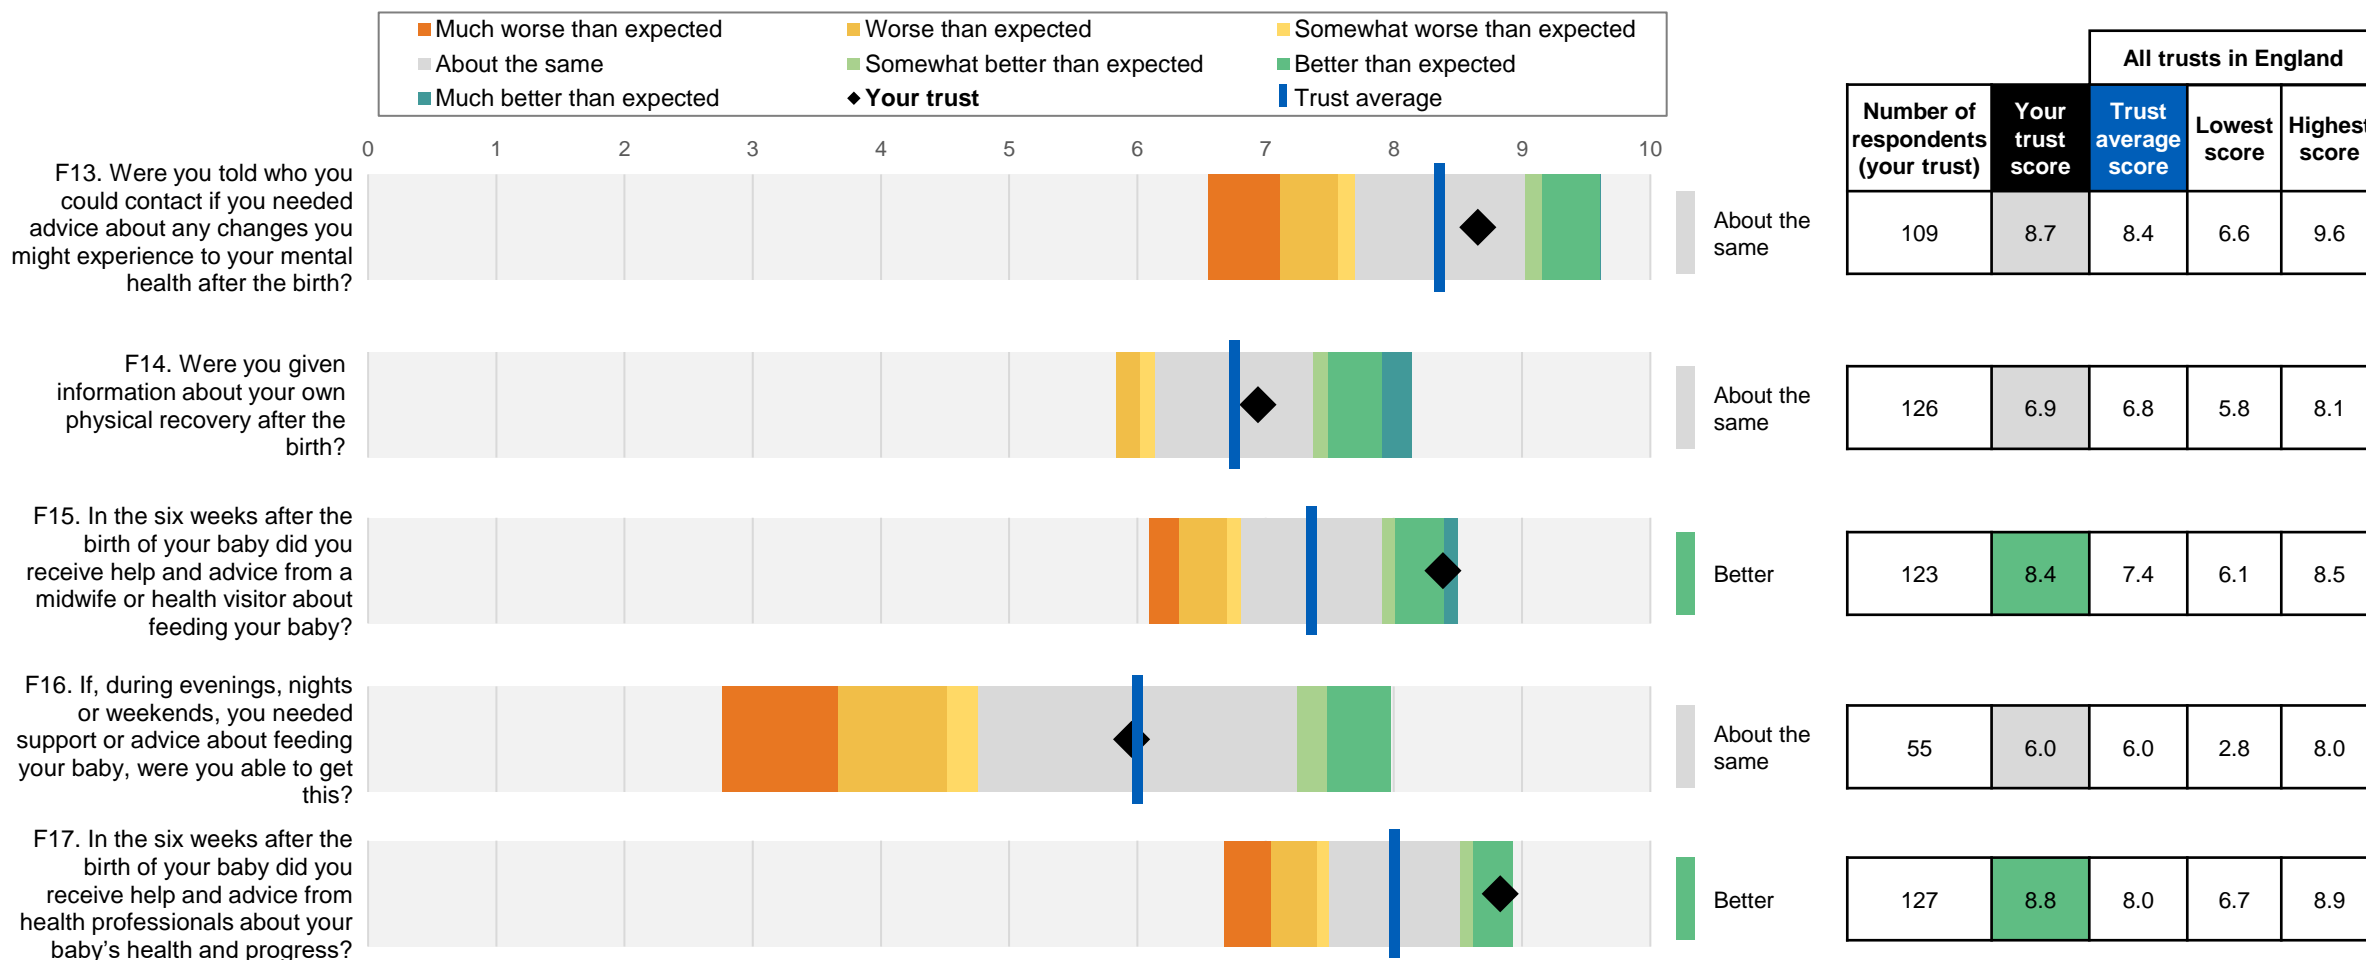 Much worse than expected
Worse than expected
Somewhat worse than expected
About the same
Somewhat better than expected
Better than expected
Much better than expected
Your trust
Trust average
All trusts in England
Number of respondents (your trust)
Your trust score
Trust average score
Lowest score
Highest score
0 1 2 3 4 5 6 7 8 9 10
F13. Were you told who you
could contact if you needed
advice about any changes you
might experience to your mental
health after the birth?
About the
same
109 8.7 8.4 6.6 9.6
F14. Were you given
information about your own
physical recovery after the
birth?
About the
same
126 6.9 6.8 5.8 8.1
F15. In the six weeks after the
birth of your baby did you
receive help and advice from a
midwife or health visitor about
feeding your baby?
Better
123 8.4 7.4 6.1 8.5
F16. If, during evenings, nights
or weekends, you needed
support or advice about feeding
your baby, were you able to get
this?
About the
same
55 6.0 6.0 2.8 8.0
F17. In the six weeks after the
birth of your baby did you
receive help and advice from
health professionals about your
baby's health and progress?
Better
127 8.8 8.0 6.7 8.9